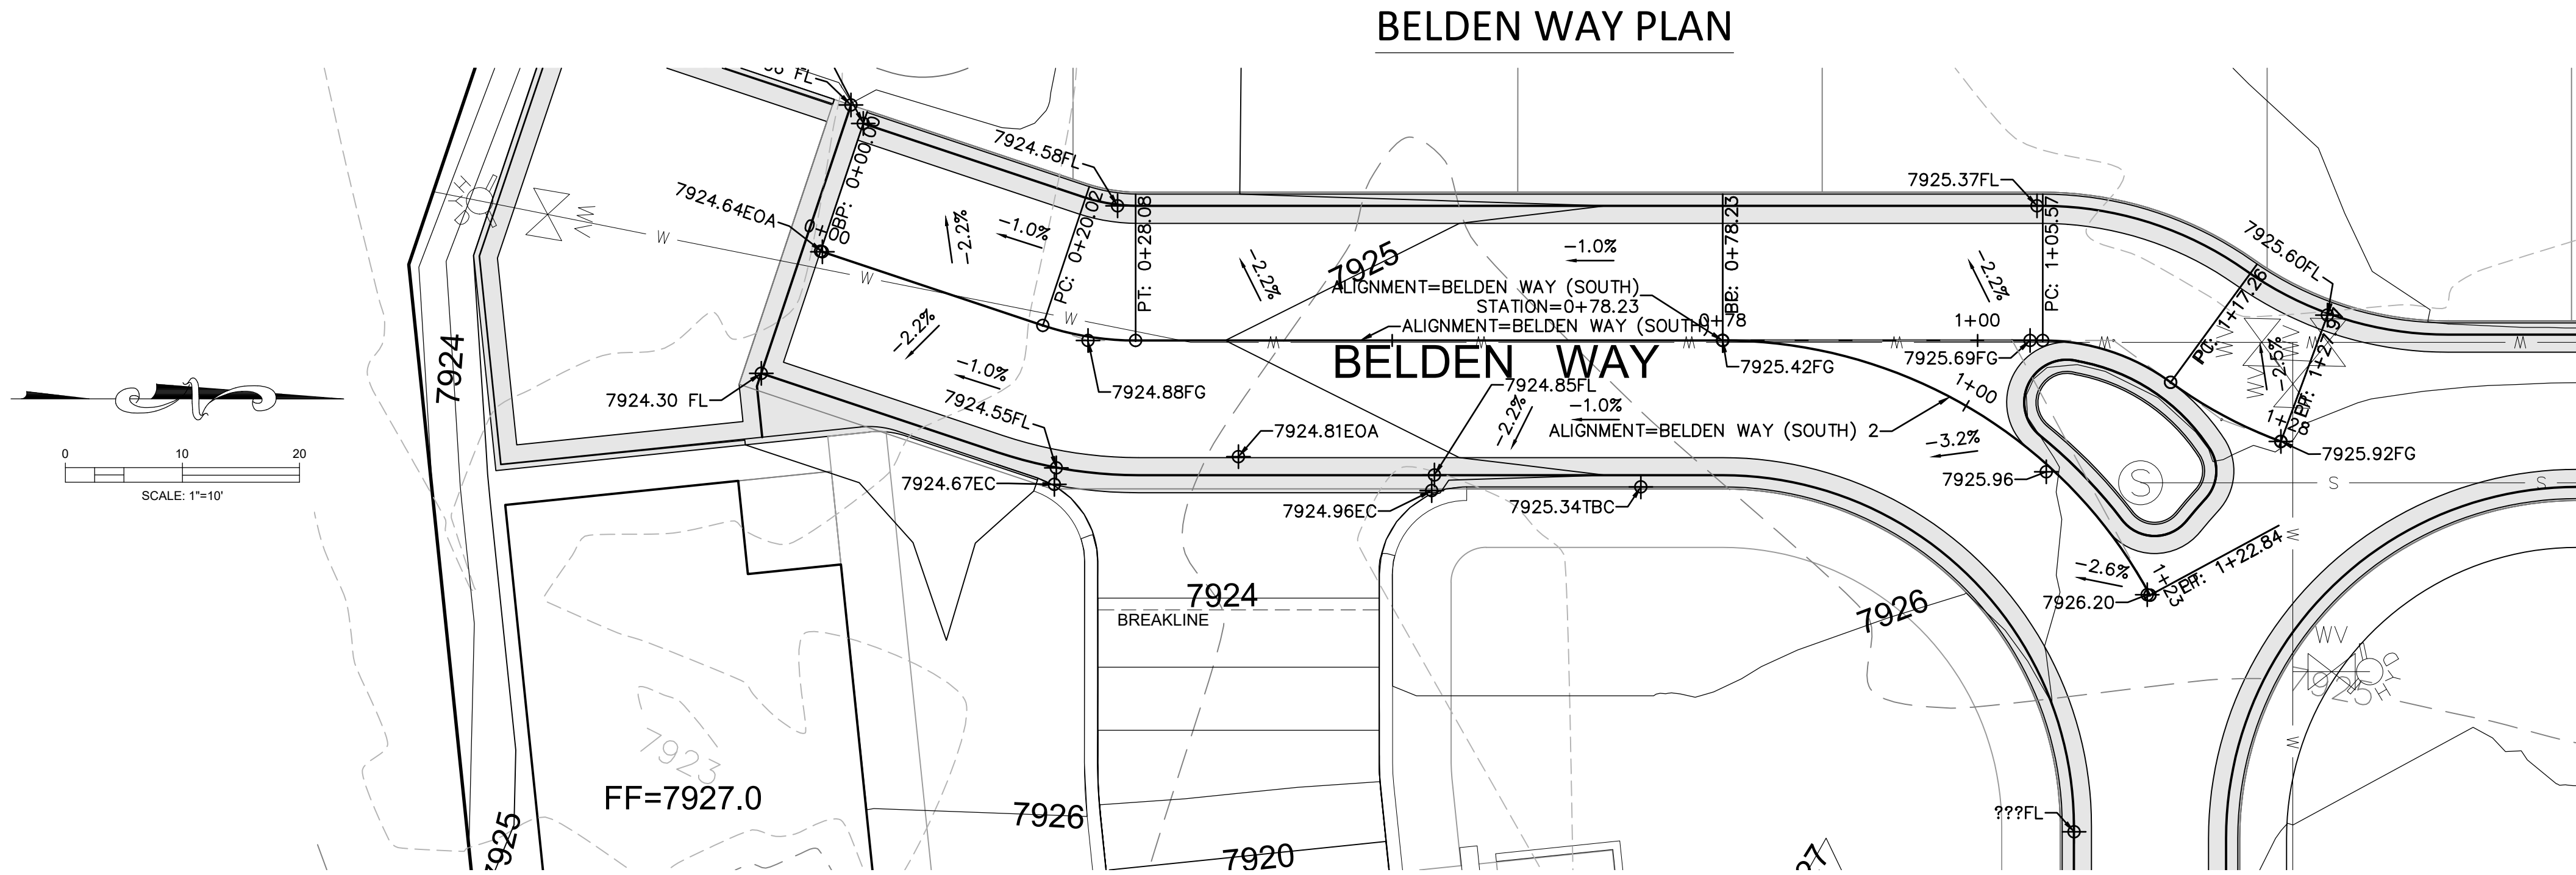 BELDEN WAY PLAN
FL
7924.58FL
7925.37FL
7924.64EOA
0+00
BP: 0+00.00
PC: 0+20.02
PT: 0+28.08
BP: 0+78.23
PC: 1+05.57
PC: 1+17.26
7925.60FL
HYD
W
W
W
W
-2.2%
-1.0%
-2.2%
7925
-1.0%
-2.2%
ALIGNMENT=BELDEN WAY (SOUTH)
STATION=0+78.23
ALIGNMENT=BELDEN WAY (SOUTH)
0+78
1+00
-2.2%
-1.0%
7924.88FG
BELDEN WAY
7925.42FG
7925.69FG
W
W
W
W
W
W
-2.5%
1+28
7925.92FG
7924
7924.30 FL
7924.55FL
7924.85FL
-2.2%
-1.0%
1+00
ALIGNMENT=BELDEN WAY (SOUTH) 2
-3.2%
7924.81EOA
7924.67EC
7924.96EC
7925.34TBC
7925.96
S
S
S
0 10 20
SCALE: 1"=10'
-2.6%
7926.20
1+23
1+22.84
W
7924
BREAKLINE
7926
WV
HYD
7925
W
7923
FF=7927.0
7926
7925
7920
???FL